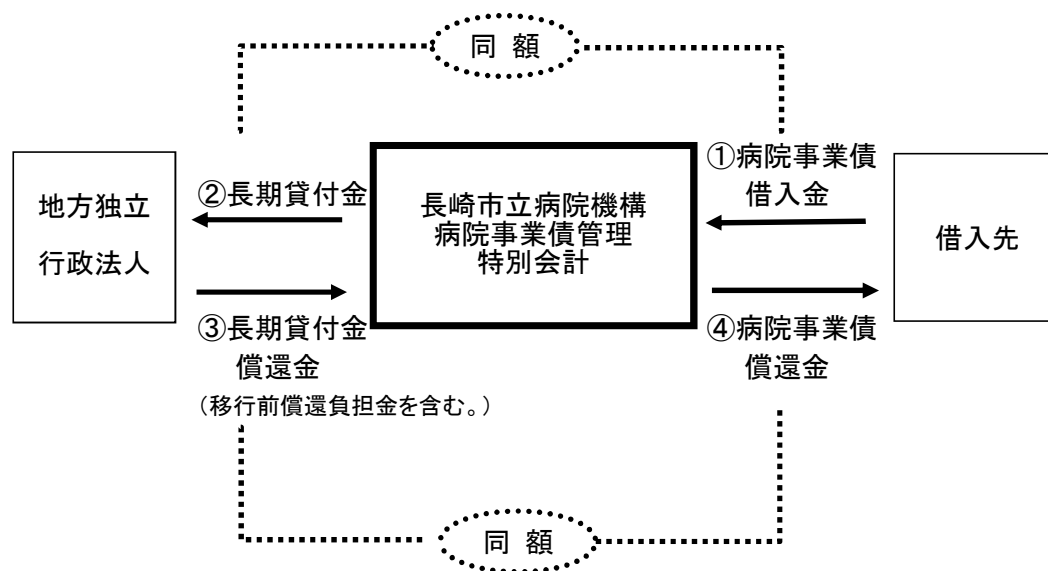 同 額
地方独立
行政法人
②長期貸付金
長崎市立病院機構
病院事業債管理
特別会計
①病院事業債
借入金
借入先
③長期貸付金
償還金
（移行前償還負担金を含む。）
④病院事業債
償還金
同 額